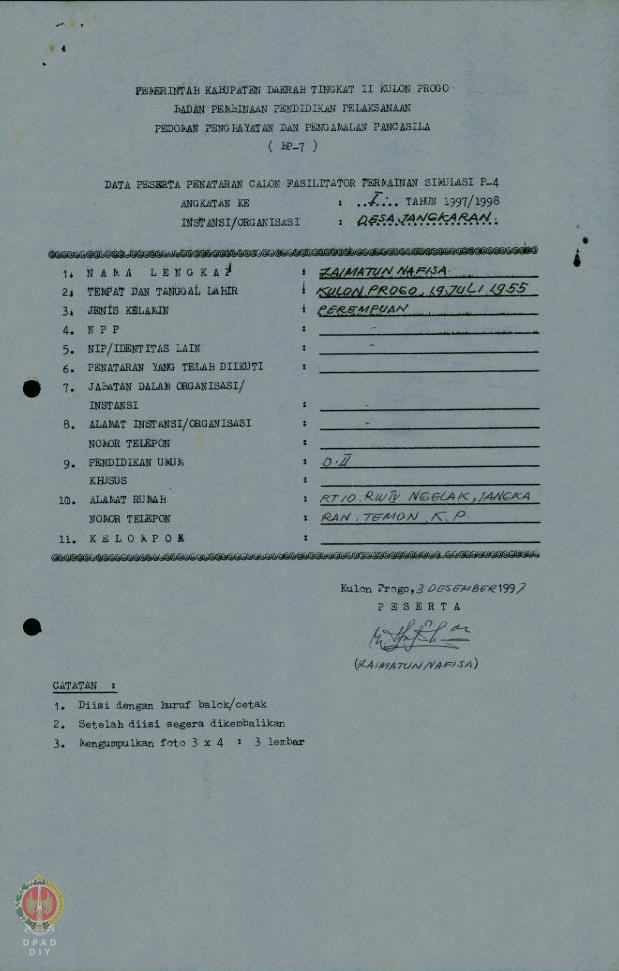 PEMERINTAH KABUPATEN DAERAH TINGKAT II KULON PROGO
BADAN PEMBINAAN PENDIDIKAN PELAKSANAAN
PEDOMAN PENGHAYATAN DAN PENGAMALAN PANCASILA
( BP-7 )
DATA PESERTA PENATARAN CALON FASILITATOR PERMAINAN SIMULASI P-4
ANGKATAN KE : ..I... TAHUN 1997/1998
INSTANSI/ORGANISASI : DESA JANGKARAN.
1. N A M A L E N G K A P : ZAIMATUN NAFISA.
2. TEMPAT DAN TANGGAL LAHIR : KULON PROGO, 19 JULI 1955
3. JENIS KELAMIN : PEREMPUAN
4. N P P : -
5. NIP/IDENTITAS LAIN : -
6. PENATARAN YANG TELAH DIIKUTI : -
7. JABATAN DALAM ORGANISASI/
INSTANSI : -
8. ALAMAT INSTANSI/ORGANISASI : -
NOMOR TELEPON :
9. PENDIDIKAN UMUM : D.II
KHUSUS :
10. ALAMAT RUMAH : RT 10. RW IV NGELAK, JANGKA
NOMOR TELEPON : RAN. TEMON, K.P.
11. K E L O M P O K :
Kulon Progo, 3 DESEMBER 1997
P E S E R T A
(ZAIMATUN NAFISA)
CATATAN :
1. Diisi dengan huruf balok/cetak
2. Setelah diisi segera dikembalikan
3. Mengumpulkan foto 3 x 4 : 3 lembar
DPAD
DIY